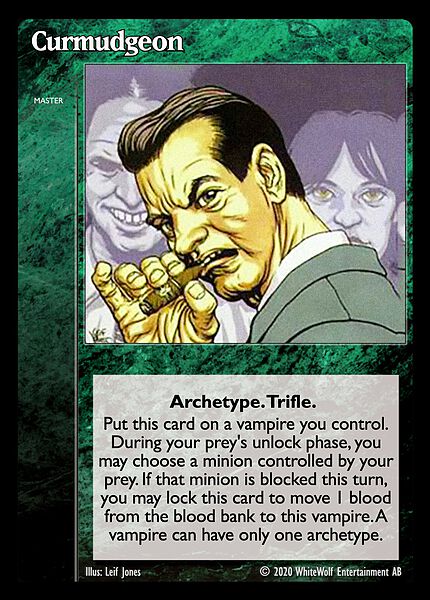 Curmudgeon
MASTER
Archetype. Trifle.
Put this card on a vampire you control.
During your prey's unlock phase, you
may choose a minion controlled by your
prey. If that minion is blocked this turn,
you may lock this card to move 1 blood
from the blood bank to this vampire. A
vampire can have only one archetype.
Illus: Leif Jones
© 2020 WhiteWolf Entertainment AB